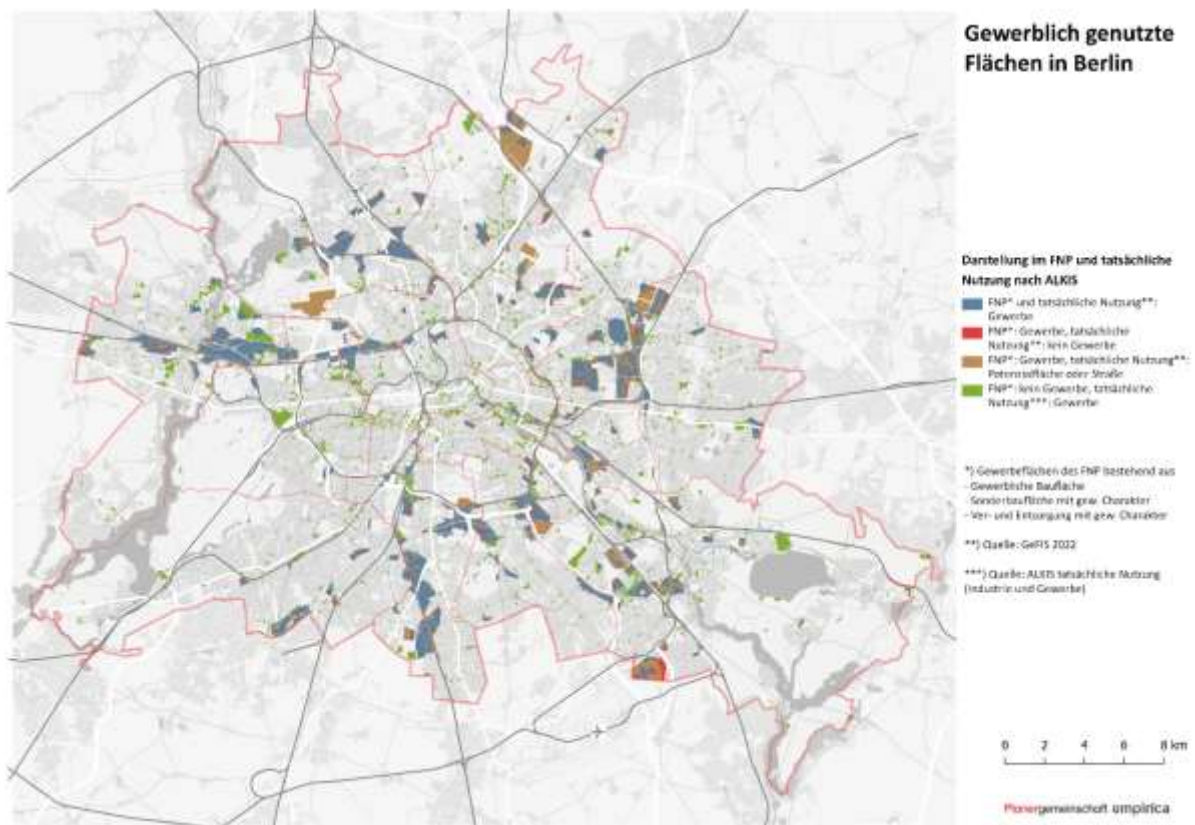 Gewerblich genutzte
Flächen in Berlin
Darstellung im FNP und tatsächliche
Nutzung nach ALKIS
FNP* und tatsächliche Nutzung**:
Gewerbe
FNP*: Gewerbe, tatsächliche
Nutzung**: kein Gewerbe
FNP*: Gewerbe, tatsächliche Nutzung**:
Potenzialfläche oder Straße
FNP*: kein Gewerbe, tatsächliche
Nutzung***: Gewerbe
*) Gewerbeflächen des FNP bestehend aus
- Gewerbliche Baufläche
- Sonderbaufläche mit gew. Charakter
- Ver- und Entsorgung mit gew. Charakter
**) Quelle: GeFIS 2022
***) Quelle: ALKIS tatsächliche Nutzung
(Industrie und Gewerbe)
0 2 4 6 8 km
Planergemeinschaft empirica